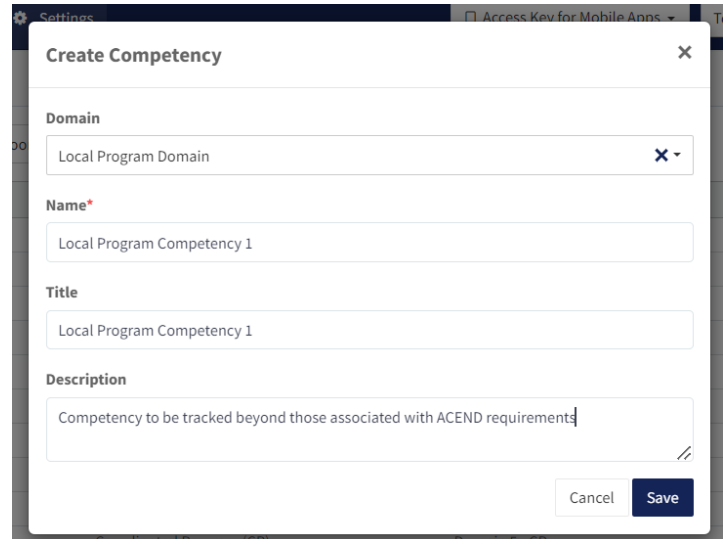 Settings
Access Key for Mobile Apps
Create Competency
Domain
Local Program Domain
Name*
Local Program Competency 1
Title
Local Program Competency 1
Description
Competency to be tracked beyond those associated with ACEND requirements
Cancel Save